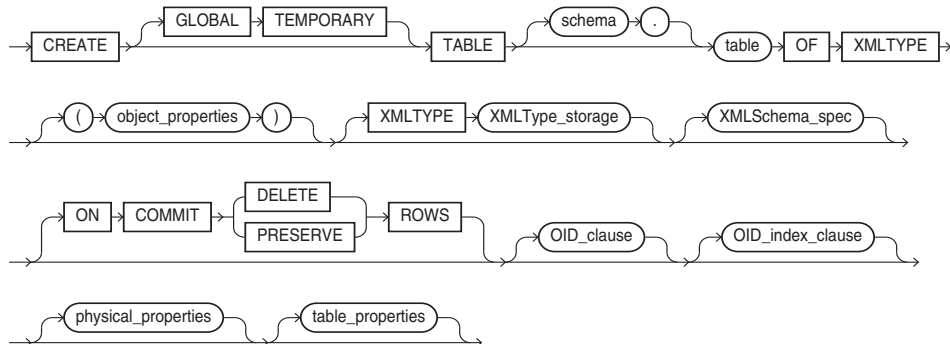 GLOBAL TEMPORARY schema .
CREATE TABLE table OF XMLTYPE
( object_properties ) XMLTYPE XMLType_storage XMLSchema_spec
DELETE
ON COMMIT ROWS
PRESERVE OID_clause OID_index_clause
physical_properties table_properties